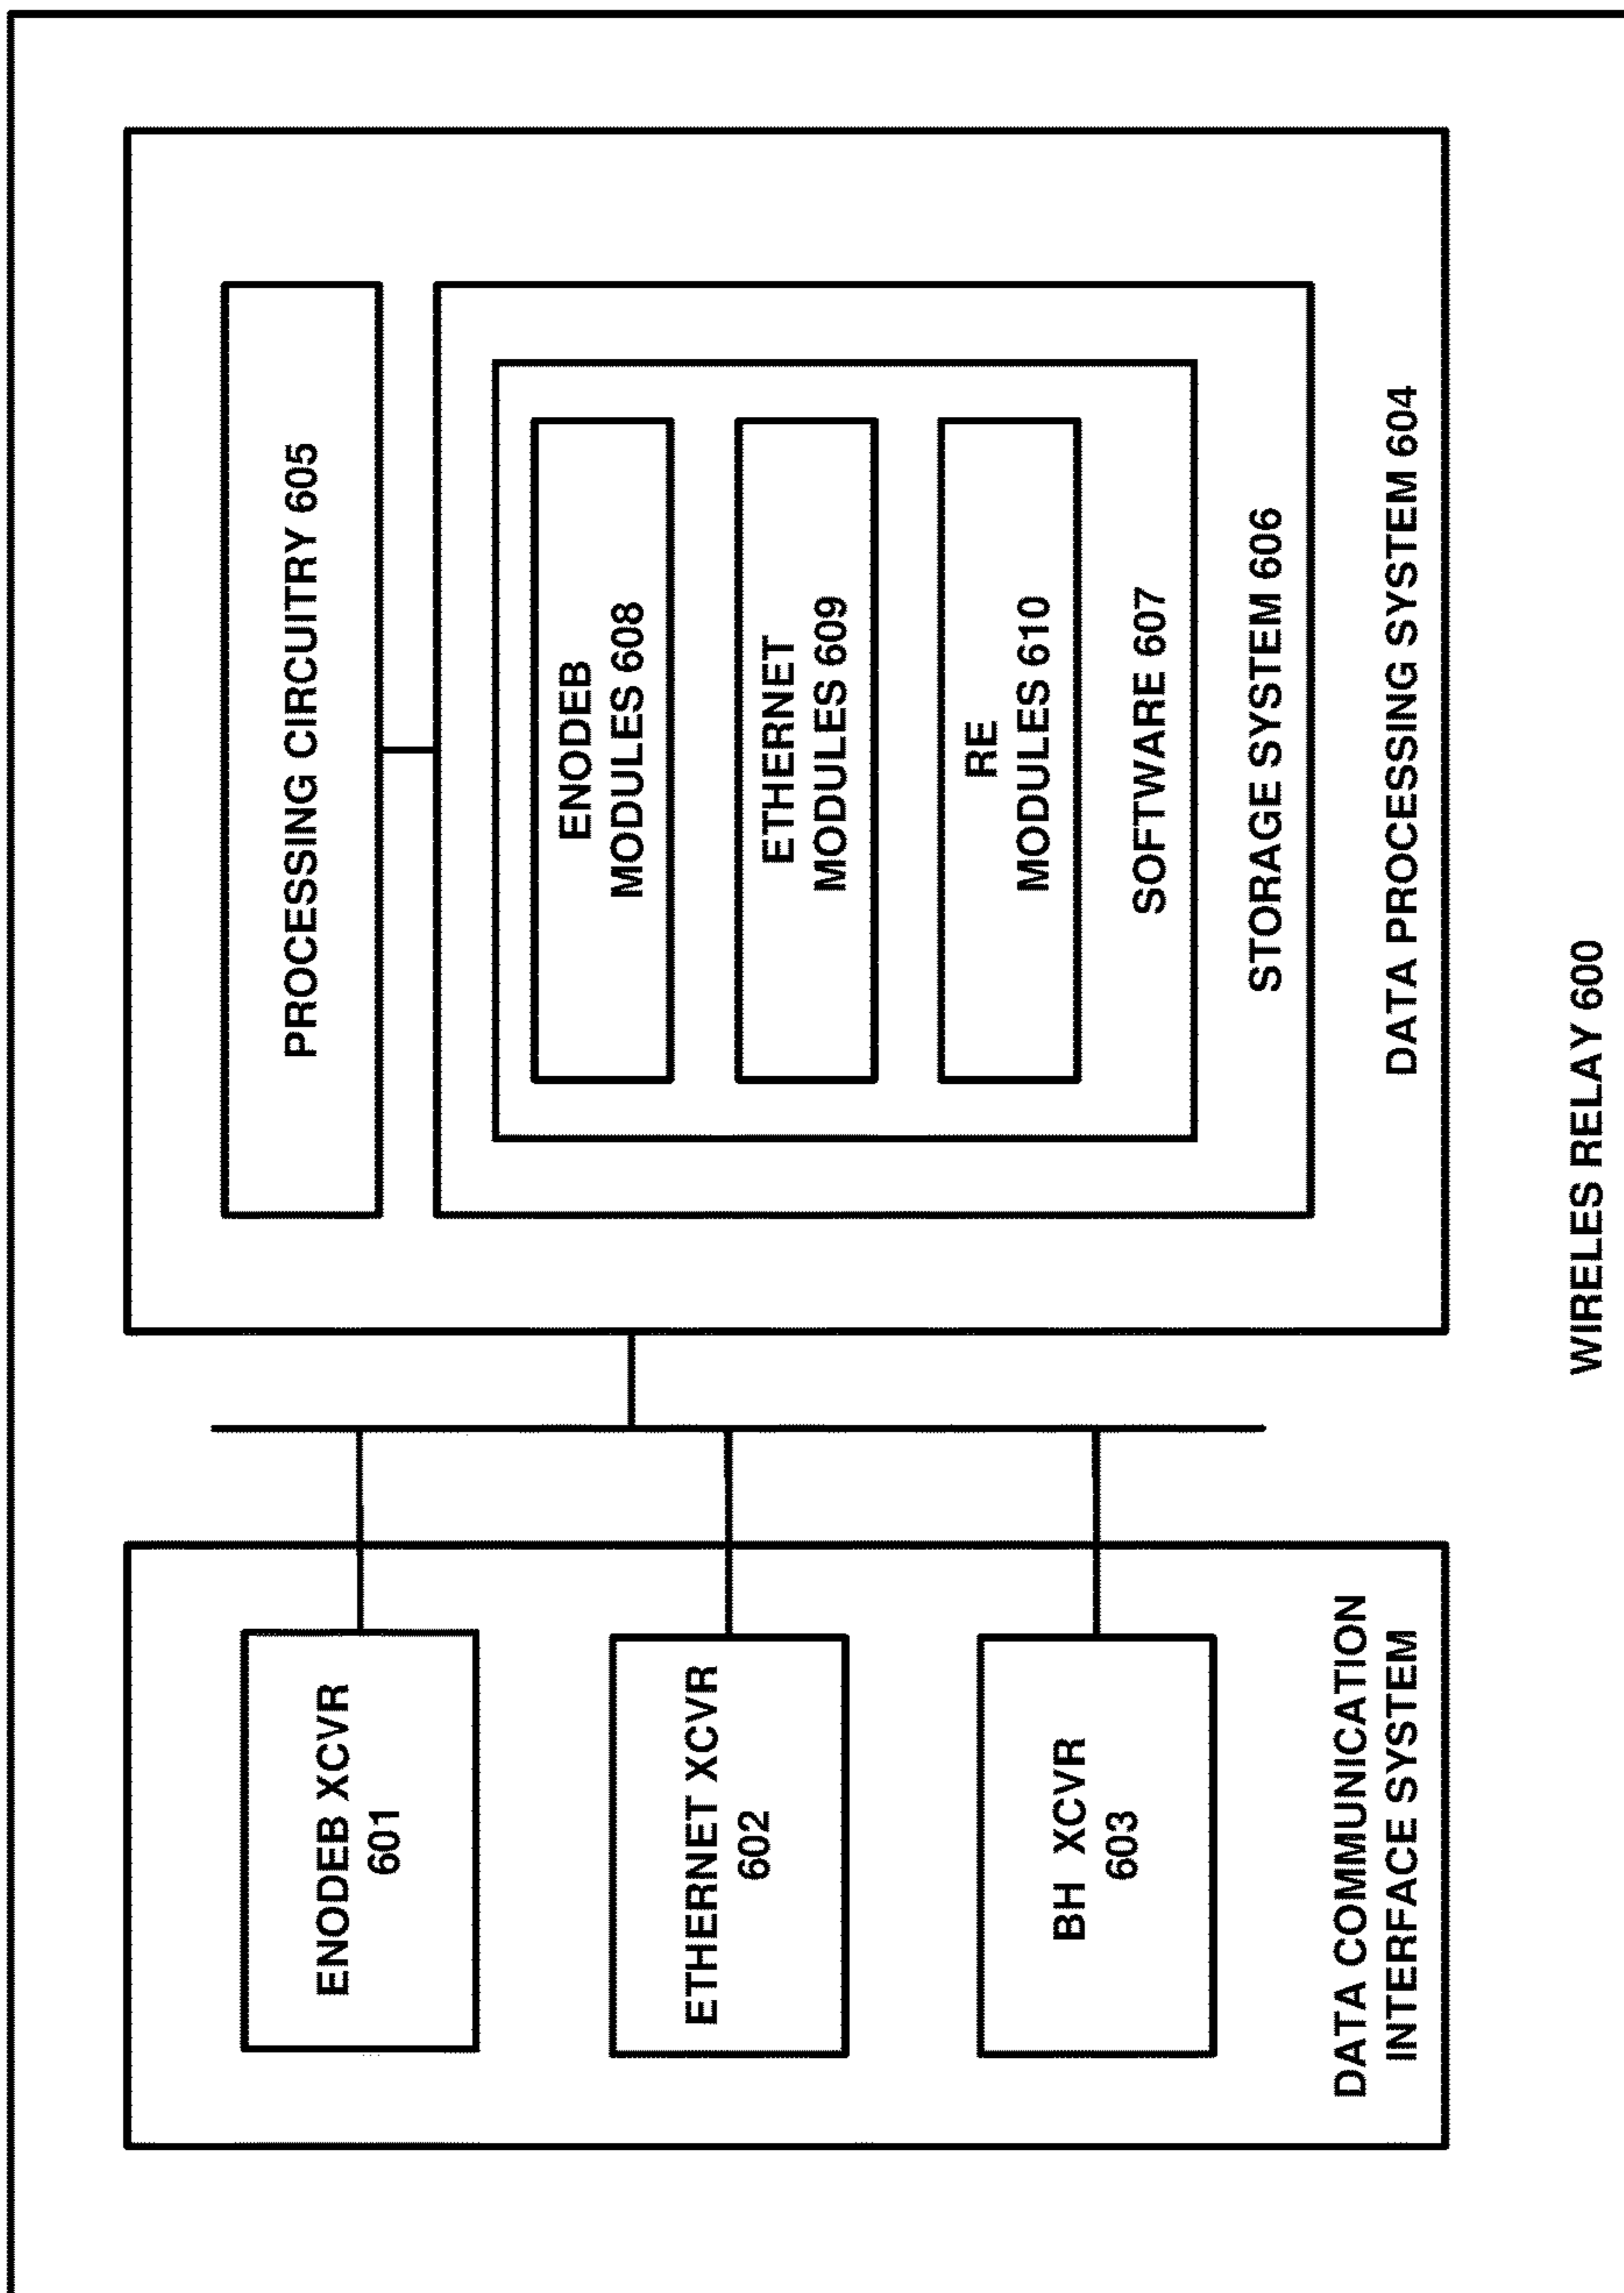 ENODEB XCVR
601
ETHERNET XCVR
602
BH XCVR
603
DATA COMMUNICATION
INTERFACE SYSTEM
PROCESSING CIRCUITRY 605
ENODEB
MODULES 608
ETHERNET
MODULES 609
RE
MODULES 610
SOFTWARE 607
STORAGE SYSTEM 606
DATA PROCESSING SYSTEM 604
WIRELES RELAY 600